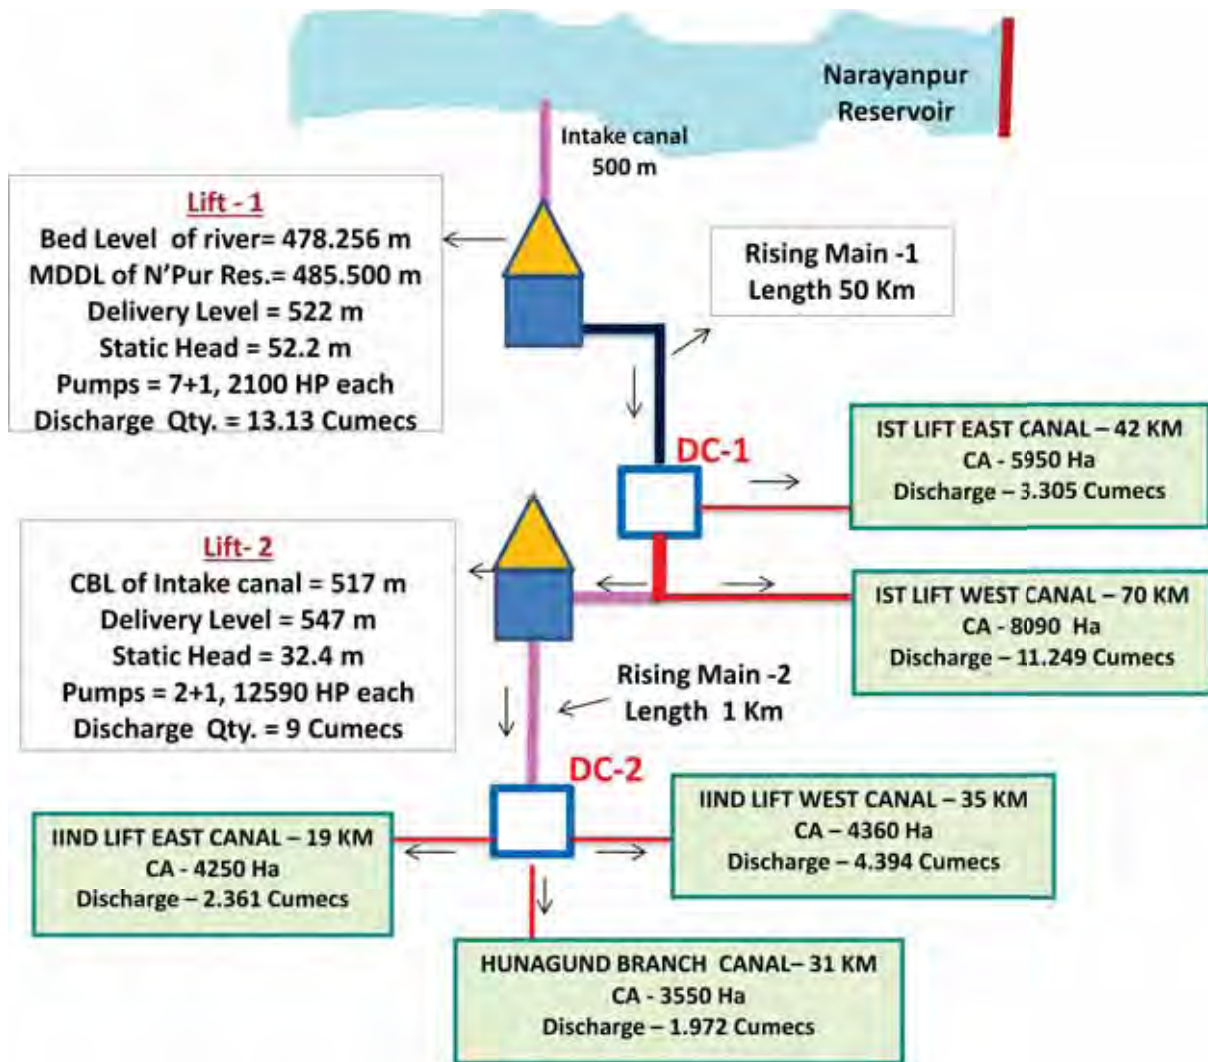 Narayanpur
Reservoir
Intake canal
500 m
Lift - 1
Bed Level of river= 478.256 m
MDDL of N'Pur Res.= 485.500 m
Delivery Level = 522 m
Static Head = 52.2 m
Pumps = 7+1, 2100 HP each
Discharge Qty. = 13.13 Cumecs
Rising Main -1
Length 50 Km
DC-1
IST LIFT EAST CANAL – 42 KM
CA - 5950 Ha
Discharge – 3.305 Cumecs
Lift- 2
CBL of Intake canal = 517 m
Delivery Level = 547 m
Static Head = 32.4 m
Pumps = 2+1, 12590 HP each
Discharge Qty. = 9 Cumecs
IST LIFT WEST CANAL – 70 KM
CA - 8090 Ha
Discharge – 11.249 Cumecs
Rising Main -2
Length 1 Km
DC-2
IIND LIFT WEST CANAL – 35 KM
CA – 4360 Ha
Discharge – 4.394 Cumecs
IIND LIFT EAST CANAL – 19 KM
CA - 4250 Ha
Discharge – 2.361 Cumecs
HUNAGUND BRANCH CANAL– 31 KM
CA - 3550 Ha
Discharge – 1.972 Cumecs